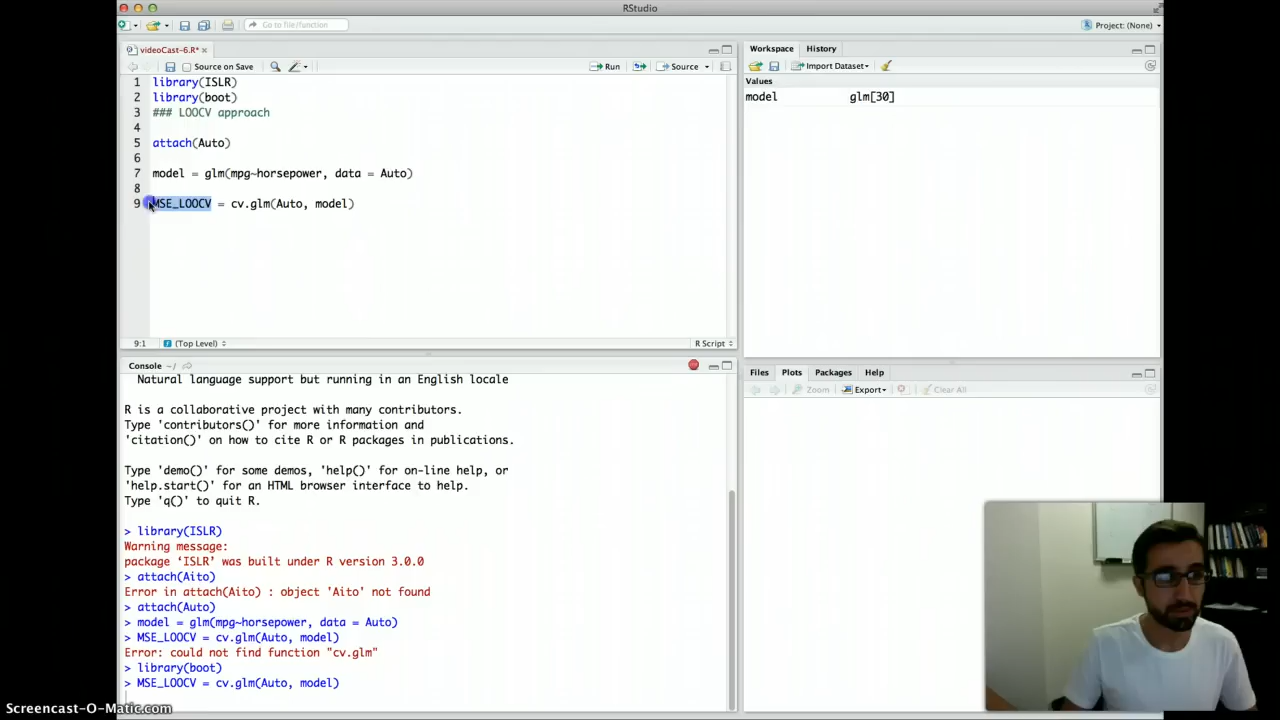 RStudio
Go to file/function
Project: (None)
videoCast-6.R*
Source on Save
Run
Source
1 library(ISLR)
2 library(boot)
3 ### LOOCV approach
4
5 attach(Auto)
6
7 model = glm(mpg~horsepower, data = Auto)
8
9 MSE_LOOCV = cv.glm(Auto, model)
9:1 (Top Level) R Script
Console ~/
Natural language support but running in an English locale
R is a collaborative project with many contributors.
Type 'contributors()' for more information and
'citation()' on how to cite R or R packages in publications.
Type 'demo()' for some demos, 'help()' for on-line help, or
'help.start()' for an HTML browser interface to help.
Type 'q()' to quit R.
> library(ISLR)
Warning message:
package ‘ISLR’ was built under R version 3.0.0
> attach(Aito)
Error in attach(Aito) : object 'Aito' not found
> attach(Auto)
> model = glm(mpg~horsepower, data = Auto)
> MSE_LOOCV = cv.glm(Auto, model)
Error: could not find function "cv.glm"
> library(boot)
> MSE_LOOCV = cv.glm(Auto, model)
Workspace History
Import Dataset
Values
model glm[30]
Files Plots Packages Help
Zoom Export Clear All
Screencast-O-Matic.com